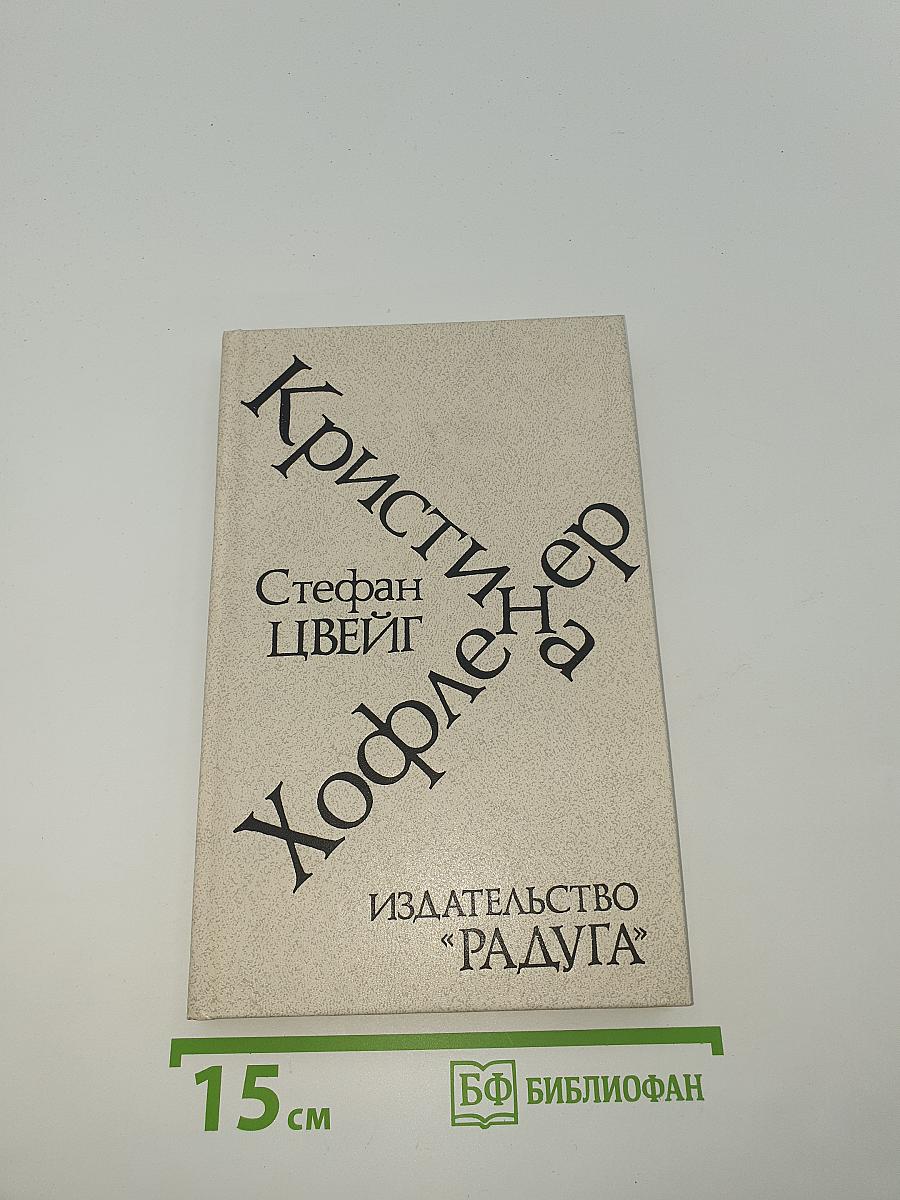 Кристина
Хофленер
Стефан
ЦВЕЙГ
ИЗДАТЕЛЬСТВО
«РАДУГА»
15 см
БФ БИБЛИОФАН